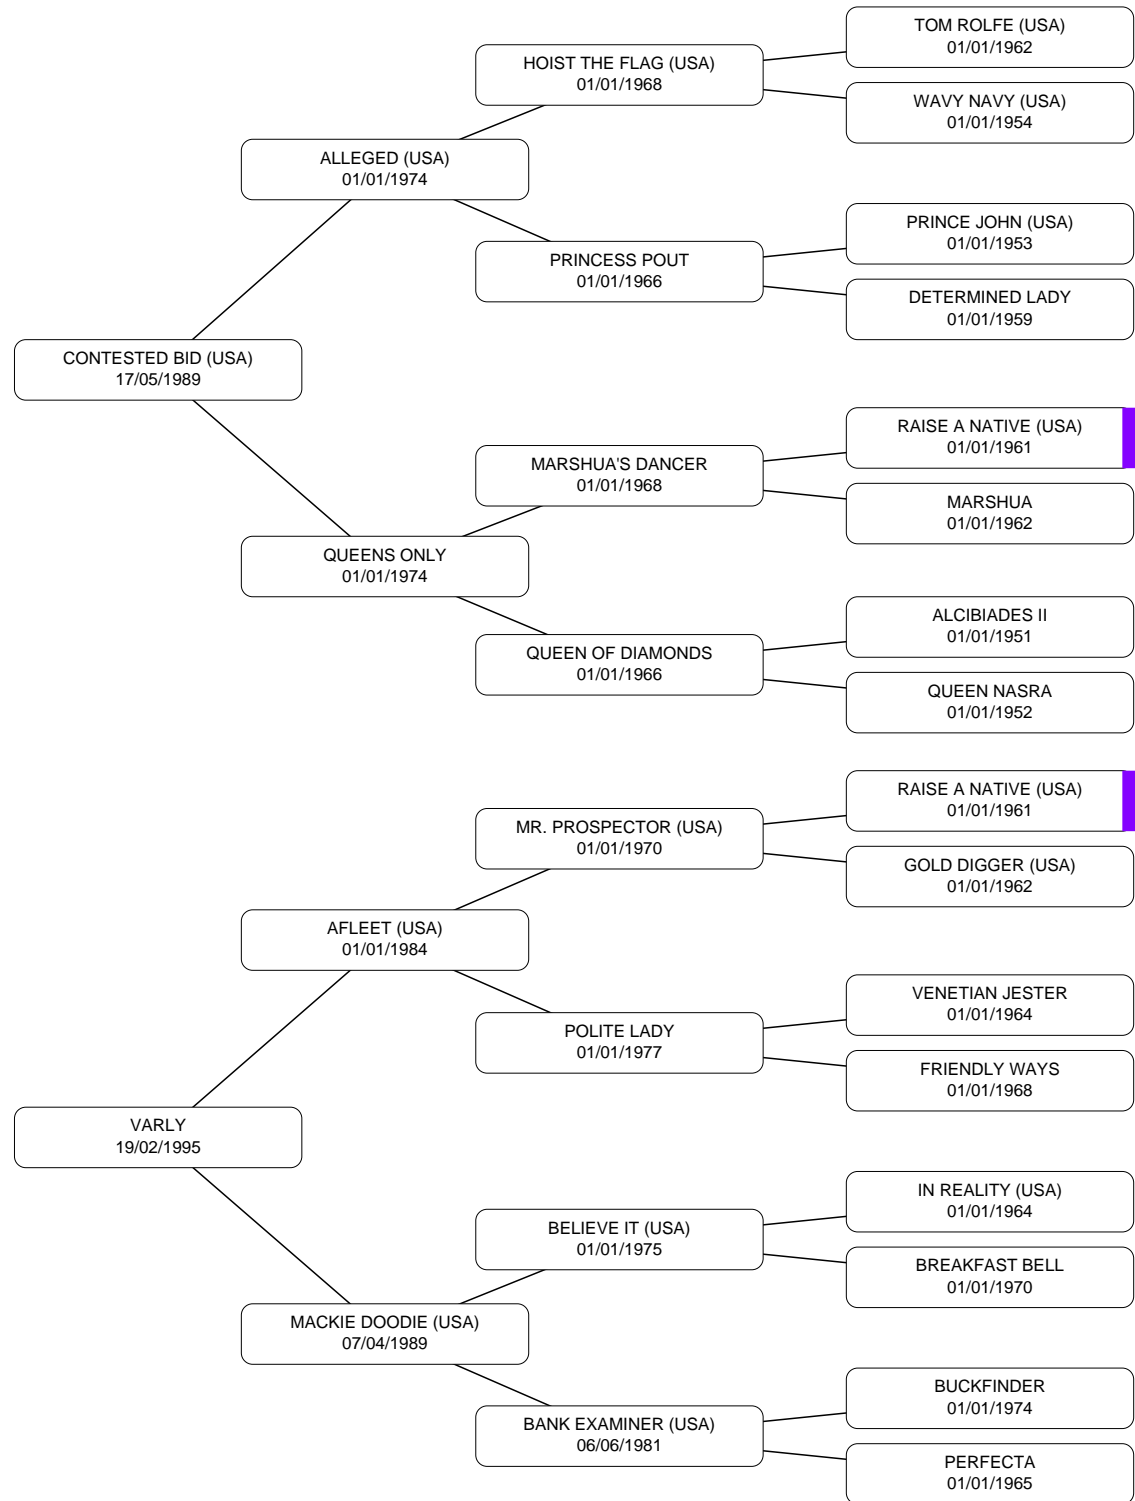 TOM ROLFE (USA)
01/01/1962
HOIST THE FLAG (USA)
01/01/1968
WAVY NAVY (USA)
01/01/1954
ALLEGED (USA)
01/01/1974
PRINCE JOHN (USA)
01/01/1953
PRINCESS POUT
01/01/1966
DETERMINED LADY
01/01/1959
CONTESTED BID (USA)
17/05/1989
RAISE A NATIVE (USA)
01/01/1961
MARSHUA'S DANCER
01/01/1968
MARSHUA
01/01/1962
QUEENS ONLY
01/01/1974
ALCIBIADES II
01/01/1951
QUEEN OF DIAMONDS
01/01/1966
QUEEN NASRA
01/01/1952
RAISE A NATIVE (USA)
01/01/1961
MR. PROSPECTOR (USA)
01/01/1970
GOLD DIGGER (USA)
01/01/1962
AFLEET (USA)
01/01/1984
VENETIAN JESTER
01/01/1964
POLITE LADY
01/01/1977
FRIENDLY WAYS
01/01/1968
VARLY
19/02/1995
IN REALITY (USA)
01/01/1964
BELIEVE IT (USA)
01/01/1975
BREAKFAST BELL
01/01/1970
MACKIE DOODIE (USA)
07/04/1989
BUCKFINDER
01/01/1974
BANK EXAMINER (USA)
06/06/1981
PERFECTA
01/01/1965